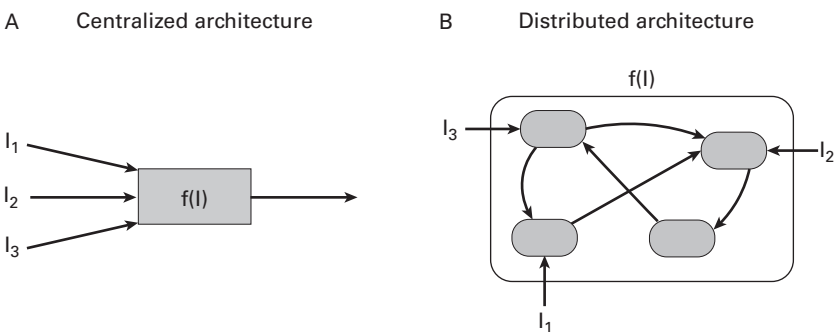 A Centralized architecture
I₁
I₂
I₃
f(I)
B Distributed architecture
f(I)
I₃
I₂
I₁